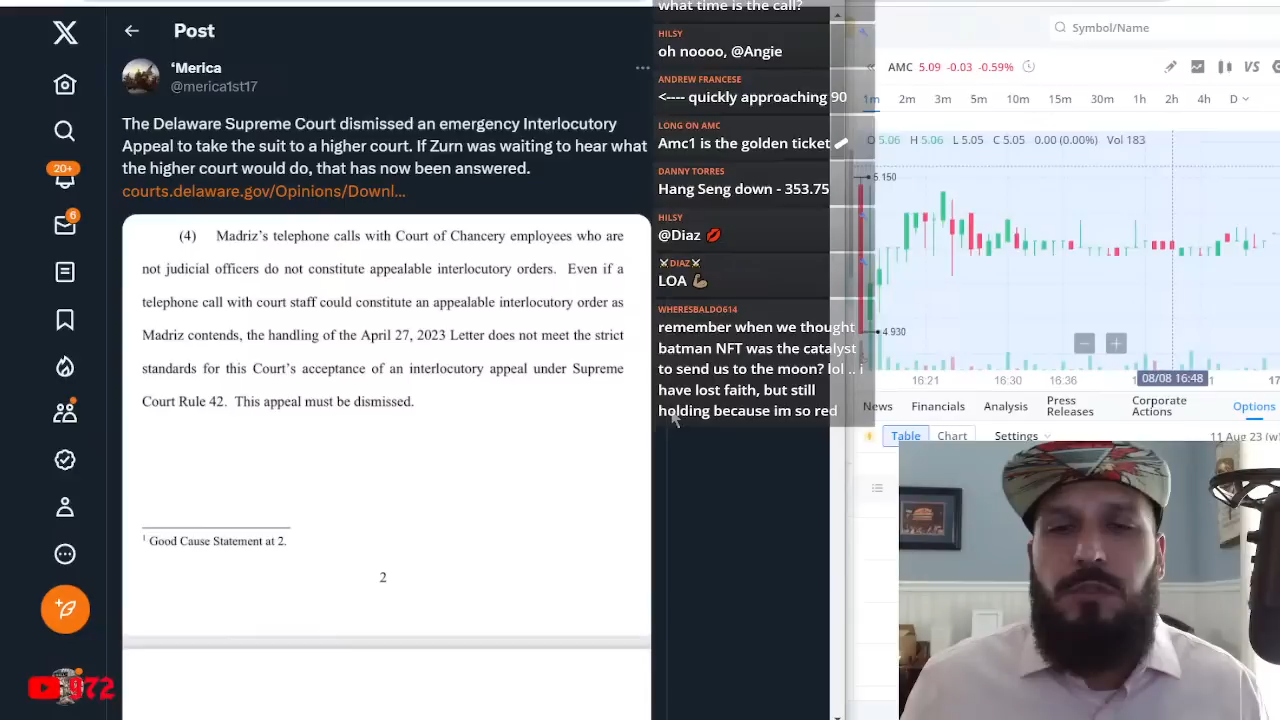 Post
‘Merica
@merica1st17
The Delaware Supreme Court dismissed an emergency Interlocutory
Appeal to take the suit to a higher court. If Zurn was waiting to hear what
the higher court would do, that has now been answered.
courts.delaware.gov/Opinions/Downl...
20+
6
(4) Madriz’s telephone calls with Court of Chancery employees who are
not judicial officers do not constitute appealable interlocutory orders. Even if a
telephone call with court staff could constitute an appealable interlocutory order as
Madriz contends, the handling of the April 27, 2023 Letter does not meet the strict
standards for this Court’s acceptance of an interlocutory appeal under Supreme
Court Rule 42. This appeal must be dismissed.
1 Good Cause Statement at 2.
2
972
what time is the call?
HILSY
oh noooo, @Angie
ANDREW FRANCESE
<---- quickly approaching 90
LONG ON AMC
Amc1 is the golden ticket
DANNY TORRES
Hang Seng down - 353.75
HILSY
@Diaz 💋
⚔DIAZ⚔
LOA 💪🏽
WHERESBALDO614
remember when we thought
batman NFT was the catalyst
to send us to the moon? lol .. i
have lost faith, but still
holding because im so red
Symbol/Name
AMC 5.09 -0.03 -0.59%
VS
1m 2m 3m 5m 10m 15m 30m 1h 2h 4h D
O 5.06 H 5.06 L 5.05 C 5.05 0.00 (0.00%) Vol 183
5 150
4 930
16:21 16:30 16:36 08/08 16:48 17
News Financials Analysis Press Releases Corporate Actions Options
Table Chart Settings 11 Aug 23 (w)